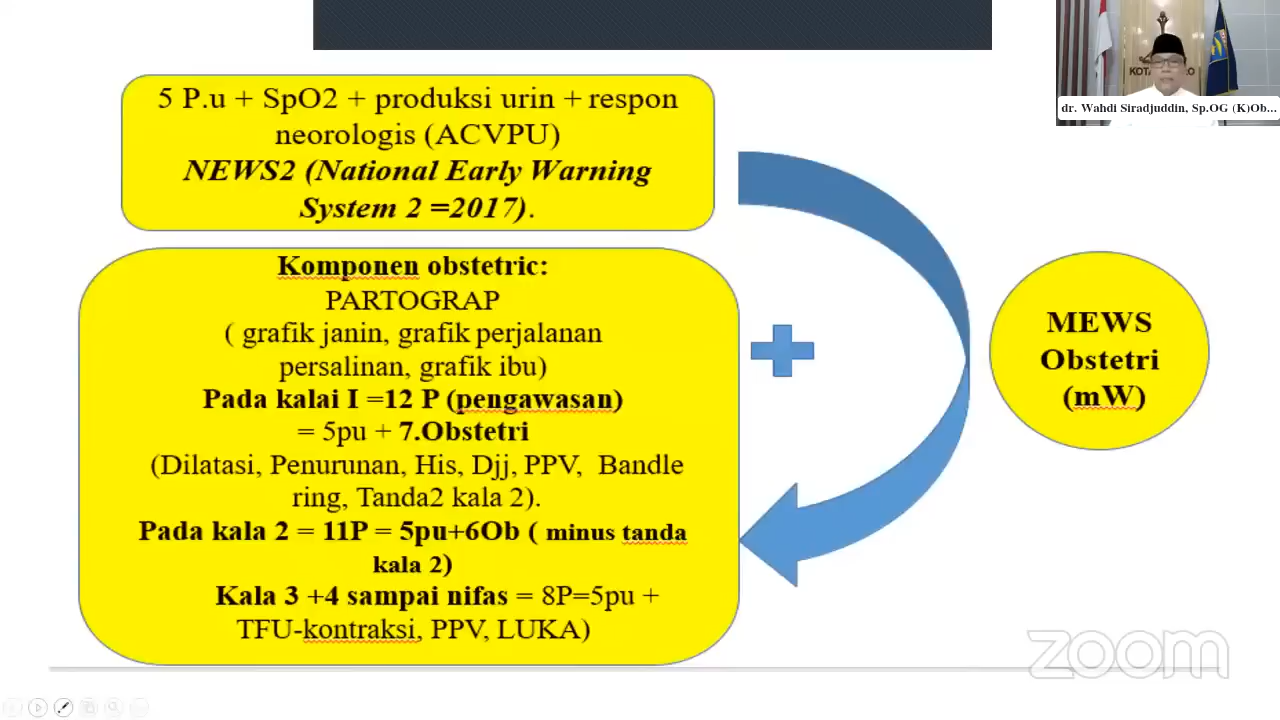 5 P.u + SpO2 + produksi urin + respon
neorologis (ACVPU)
NEWS2 (National Early Warning
System 2 =2017).
Komponen obstetric:
PARTOGRAP
( grafik janin, grafik perjalanan
persalinan, grafik ibu)
Pada kalai I =12 P (pengawasan)
= 5pu + 7.Obstetri
(Dilatasi, Penurunan, His, Djj, PPV, Bandle
ring, Tanda2 kala 2).
Pada kala 2 = 11P = 5pu+6Ob ( minus tanda
kala 2)
Kala 3 +4 sampai nifas = 8P=5pu +
TFU-kontraksi, PPV, LUKA)
MEWS
Obstetri
(mW)
dr. Wahdi Siradjuddin, Sp.OG (K)Ob...
zoom